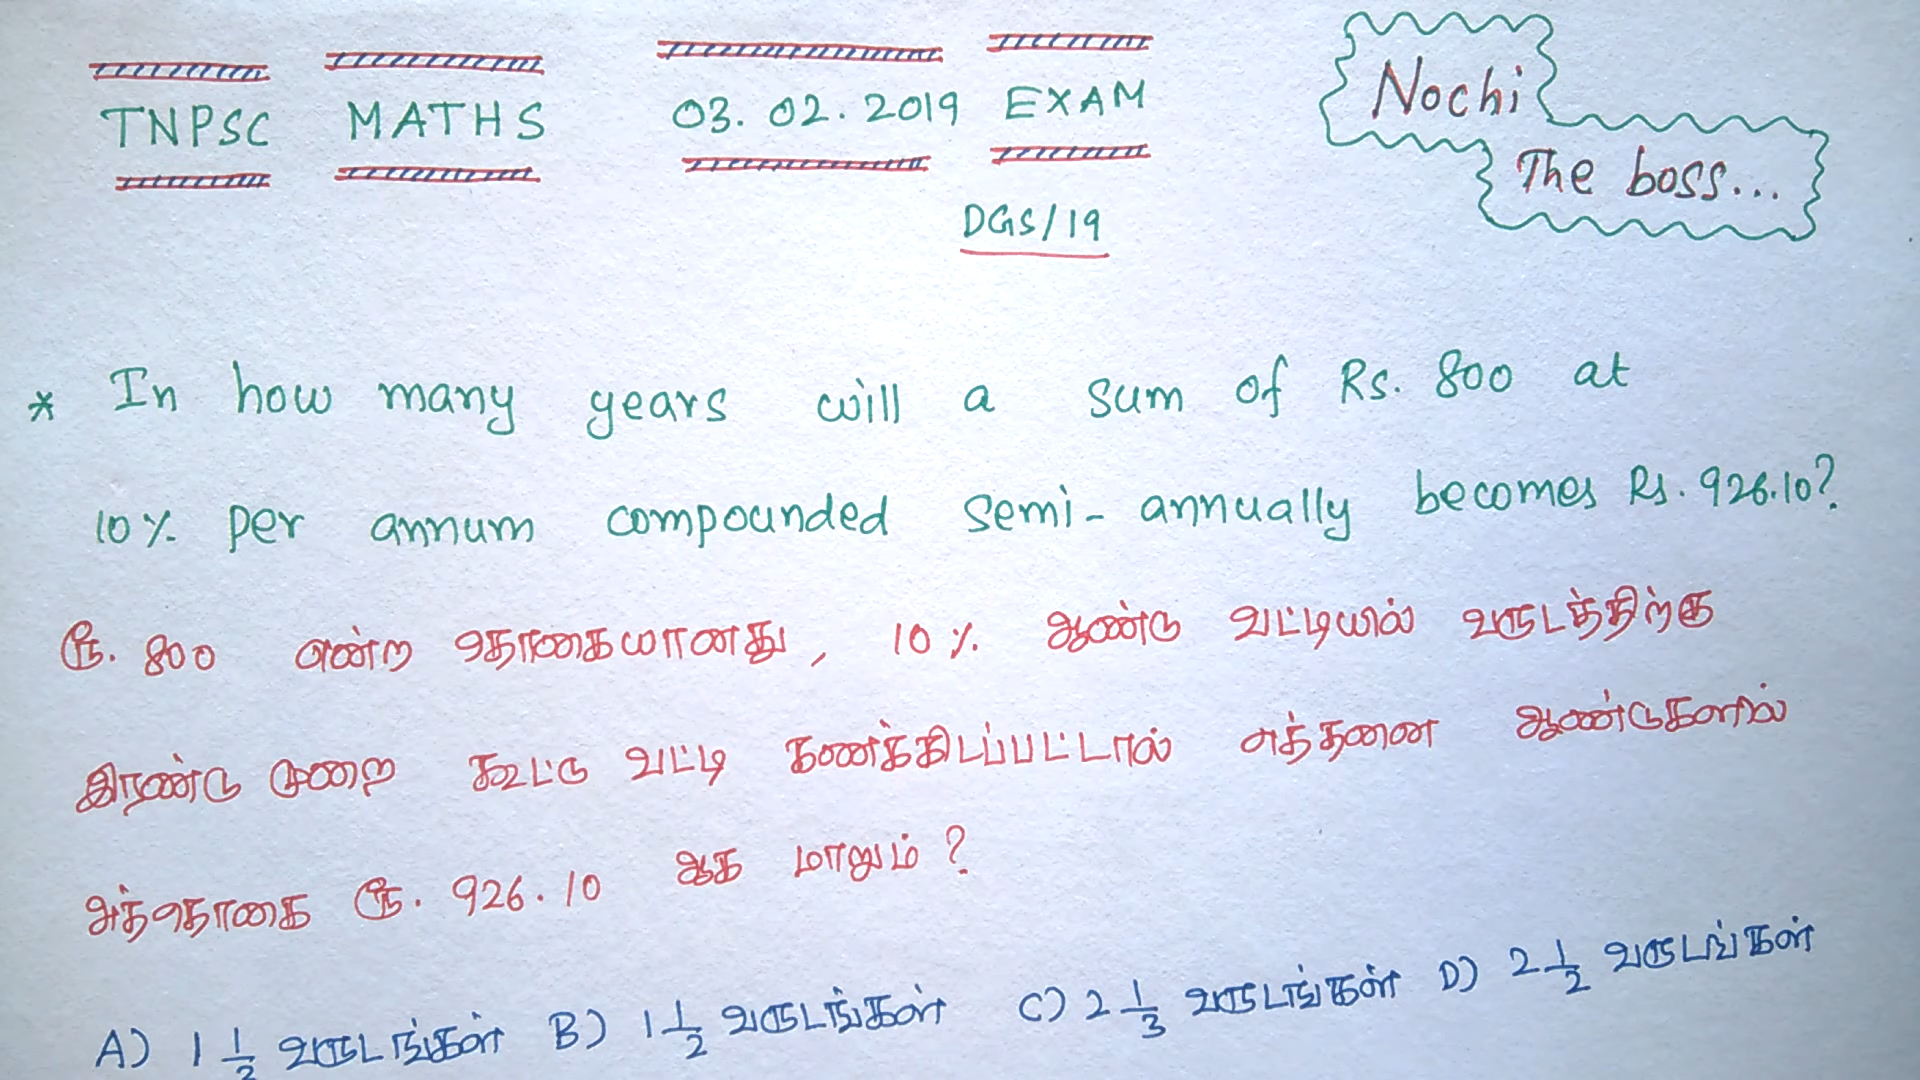 TNPSC MATHS 03. 02. 2019 EXAM
Nochi
The boss...
DGS/19
* In how many years will a sum of Rs. 800 at
10% per annum compounded semi-annually becomes Rs. 926.10?
ரூ. 800 என்ற தொகையானது, 10% ஆண்டு வட்டியில் வருடத்திற்கு
இரண்டு முறை கூட்டு வட்டி கணக்கிடப்பட்டால் எத்தனை ஆண்டுகளில்
அத்தொகை ரூ. 926.10 ஆக மாறும்?
A) 1 வருடங்கள் B) 1 1/2 வருடங்கள் C) 2 1/3 வருடங்கள் D) 2 1/2 வருடங்கள்